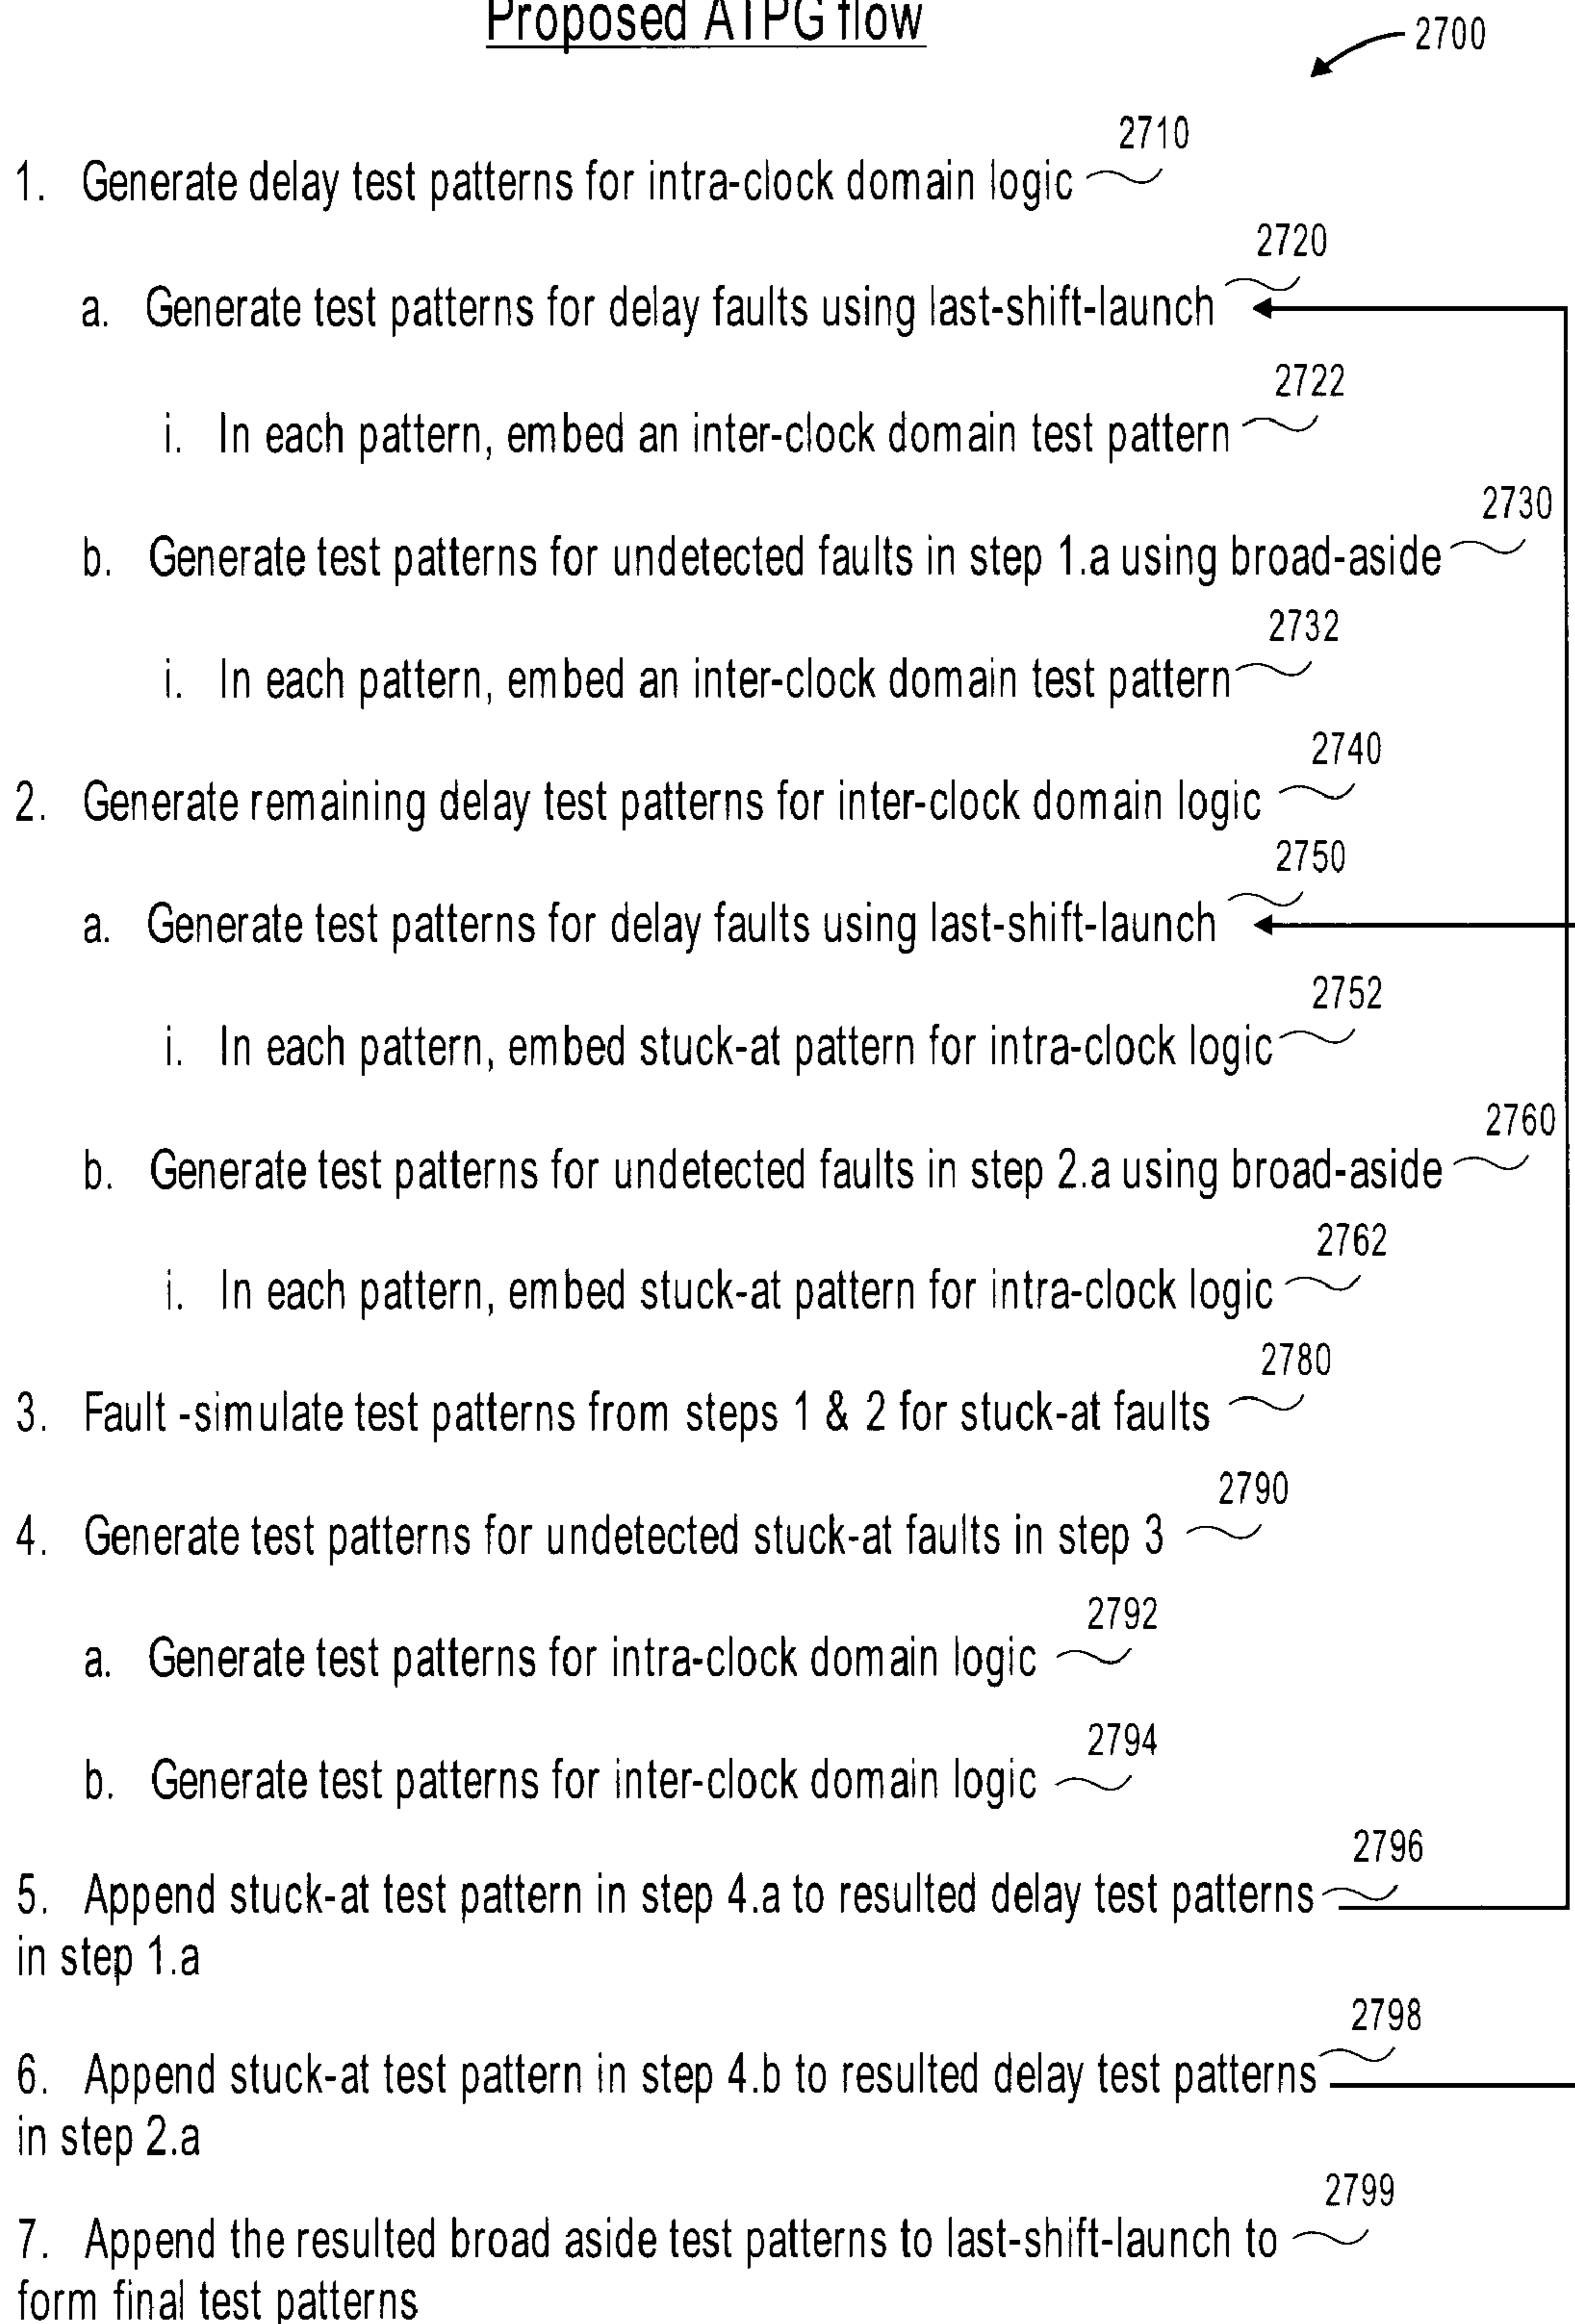 Proposed ATPG flow
2700
2710
1. Generate delay test patterns for intra-clock domain logic
2720
a. Generate test patterns for delay faults using last-shift-launch
2722
i. In each pattern, embed an inter-clock domain test pattern
2730
b. Generate test patterns for undetected faults in step 1.a using broad-aside
2732
i. In each pattern, embed an inter-clock domain test pattern
2740
2. Generate remaining delay test patterns for inter-clock domain logic
2750
a. Generate test patterns for delay faults using last-shift-launch
2752
i. In each pattern, embed stuck-at pattern for intra-clock logic
2760
b. Generate test patterns for undetected faults in step 2.a using broad-aside
2762
i. In each pattern, embed stuck-at pattern for intra-clock logic
2780
3. Fault -simulate test patterns from steps 1 & 2 for stuck-at faults
2790
4. Generate test patterns for undetected stuck-at faults in step 3
2792
a. Generate test patterns for intra-clock domain logic
2794
b. Generate test patterns for inter-clock domain logic
2796
5. Append stuck-at test pattern in step 4.a to resulted delay test patterns
in step 1.a
2798
6. Append stuck-at test pattern in step 4.b to resulted delay test patterns
in step 2.a
2799
7. Append the resulted broad aside test patterns to last-shift-launch to
form final test patterns